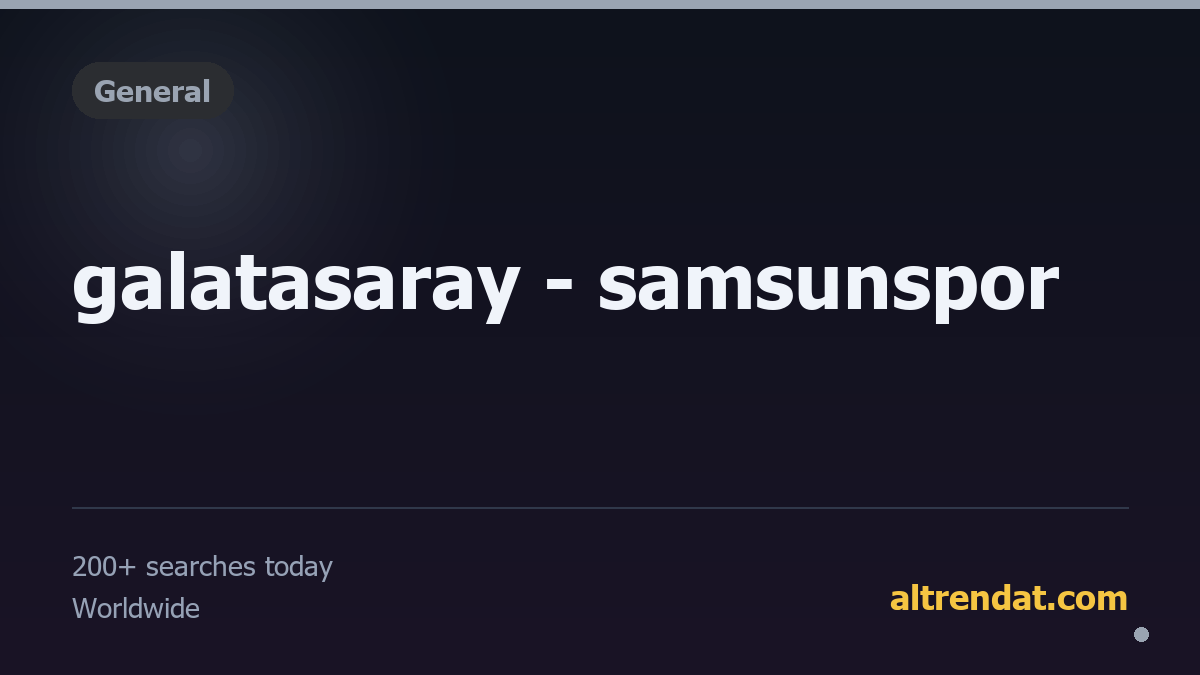 General
galatasaray - samsunspor
200+ searches today
Worldwide
altrendat.com